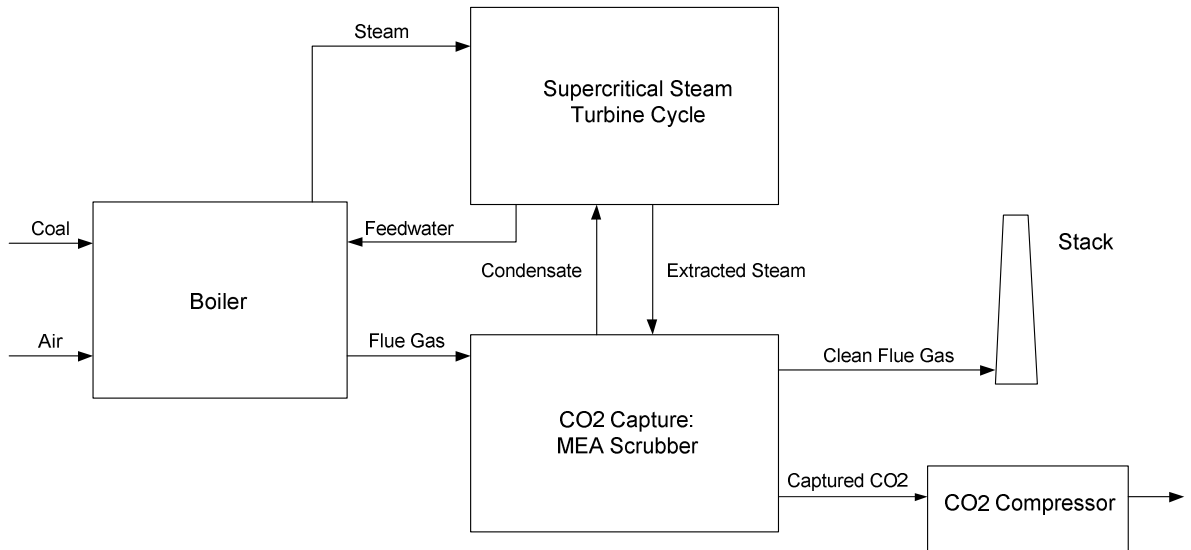 Steam
Supercritical Steam
Turbine Cycle
Coal
Feedwater
Stack
Condensate
Extracted Steam
Boiler
Air
Flue Gas
Clean Flue Gas
CO2 Capture:
MEA Scrubber
Captured CO2
CO2 Compressor